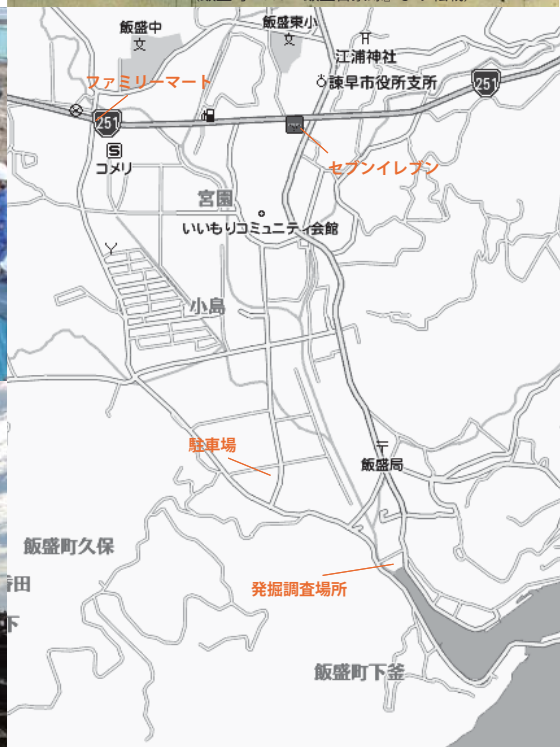 飯盛中
飯盛東小
江浦神社
諫早市役所支所
ファミリーマート
251
251
S
コメリ
セブンイレブン
宮園
いいもりコミュニティ会館
小島
駐車場
飯盛局
飯盛町久保
田
下
発掘調査場所
飯盛町下釜